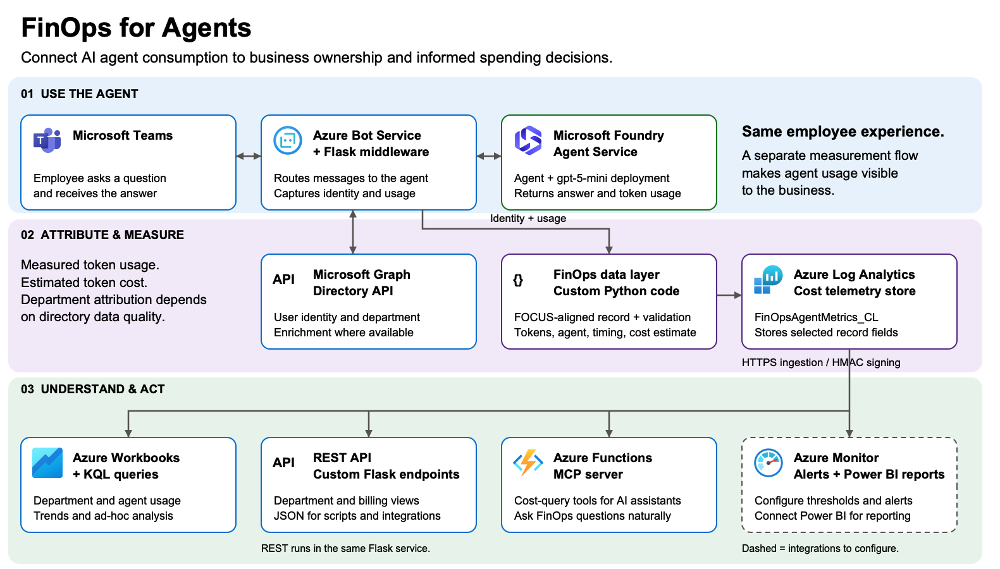 FinOps for Agents
Connect AI agent consumption to business ownership and informed spending decisions.
01 USE THE AGENT
T
Microsoft Teams
Employee asks a question
and receives the answer
Azure Bot Service
+ Flask middleware
Routes messages to the agent
Captures identity and usage
Microsoft Foundry
Agent Service
Agent + gpt-5-mini deployment
Returns answer and token usage
Same employee experience.
A separate measurement flow
makes agent usage visible
to the business.
Identity + usage
02 ATTRIBUTE & MEASURE
Measured token usage.
Estimated token cost.
Department attribution depends
on directory data quality.
API
Microsoft Graph
Directory API
User identity and department
Enrichment where available
{}
FinOps data layer
Custom Python code
FOCUS-aligned record + validation
Tokens, agent, timing, cost estimate
Azure Log Analytics
Cost telemetry store
FinOpsAgentMetrics_CL
Stores selected record fields
HTTPS ingestion / HMAC signing
03 UNDERSTAND & ACT
Azure Workbooks
+ KQL queries
Department and agent usage
Trends and ad-hoc analysis
API
REST API
Custom Flask endpoints
Department and billing views
JSON for scripts and integrations
REST runs in the same Flask service.
Azure Functions
MCP server
Cost-query tools for AI assistants
Ask FinOps questions naturally
Azure Monitor
Alerts + Power BI reports
Configure thresholds and alerts
Connect Power BI for reporting
Dashed = integrations to configure.